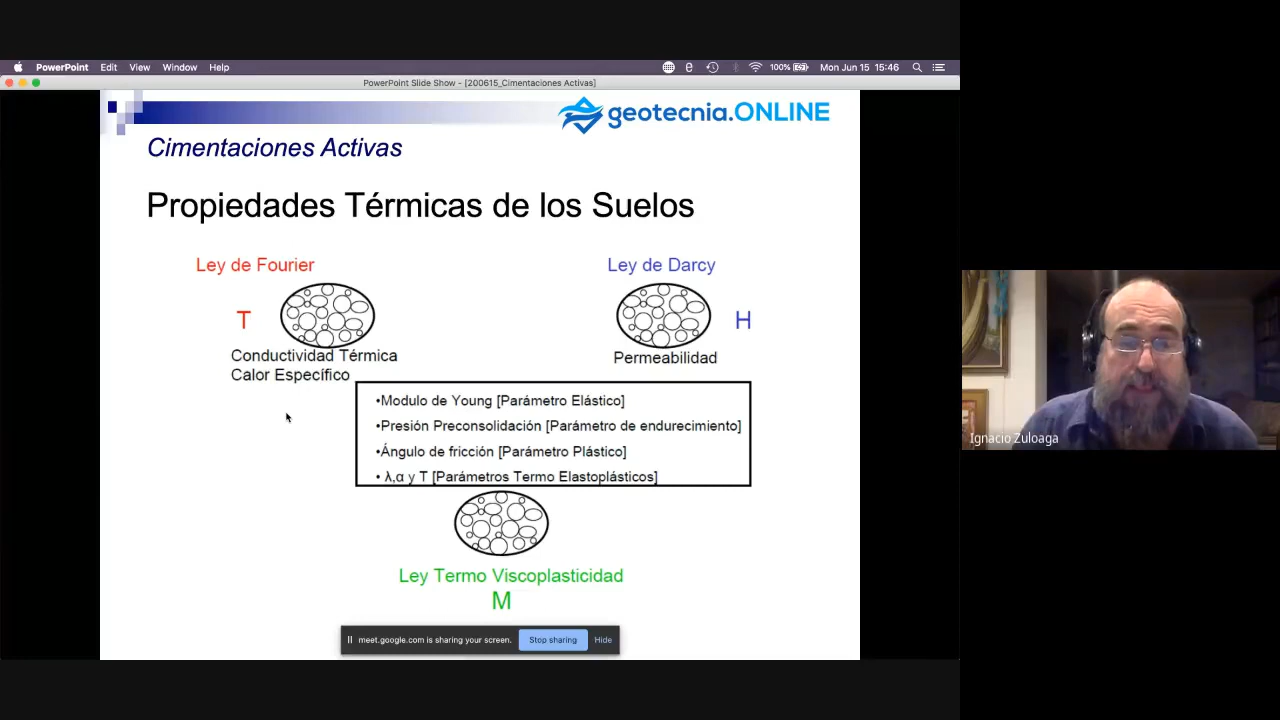 PowerPoint Edit View Window Help 100% Mon Jun 15 15:46
PowerPoint Slide Show - [200615_Cimentaciones Activas]
geotecnia.ONLINE
Cimentaciones Activas
Propiedades Térmicas de los Suelos
Ley de Fourier
Ley de Darcy
T
H
Conductividad Térmica
Calor Específico
Permeabilidad
•Modulo de Young [Parámetro Elástico]
•Presión Preconsolidación [Parámetro de endurecimiento]
•Ángulo de fricción [Parámetro Plástico]
• λ,α y T [Parámetros Termo Elastoplásticos]
Ley Termo Viscoplasticidad
M
meet.google.com is sharing your screen. Stop sharing Hide
Ignacio Zuloaga